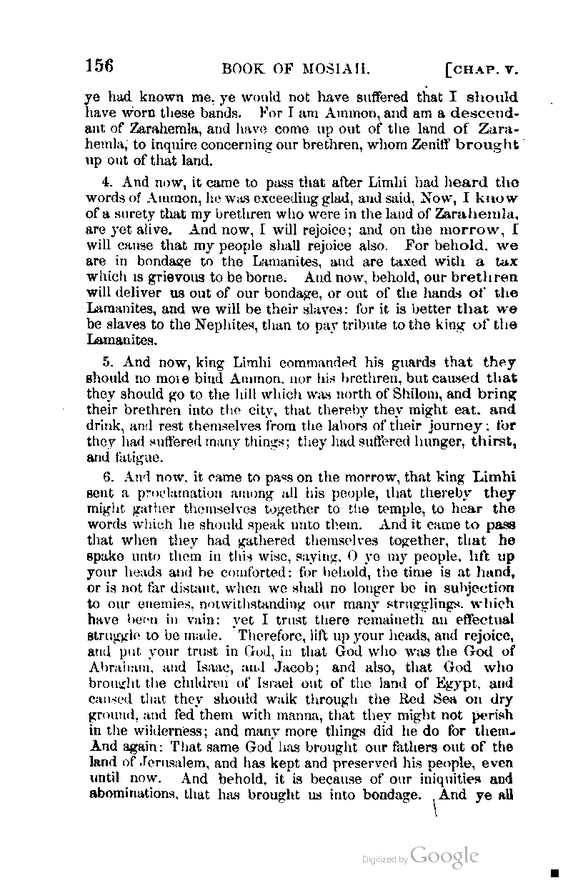 156 BOOK OF MOSIAH. [CHAP. V.
ye had known me, ye would not have suffered that I should
have worn these bands. For I am Ammon, and am a descend-
ant of Zarahemla, and have come up out of the land of Zara-
hemla, to inquire concerning our brethren, whom Zeniff brought
up out of that land.
4. And now, it came to pass that after Limhi had heard the
words of Ammon, he was exceeding glad, and said, Now, I know
of a surety that my brethren who were in the land of Zarahemla,
are yet alive. And now, I will rejoice; and on the morrow, I
will cause that my people shall rejoice also. For behold, we
are in bondage to the Lamanites, and are taxed with a tax
which is grievous to be borne. And now, behold, our brethren
will deliver us out of our bondage, or out of the hands of the
Lamanites, and we will be their slaves: for it is better that we
be slaves to the Nephites, than to pay tribute to the king of the
Lamanites.
5. And now, king Limhi commanded his guards that they
should no more bind Ammon, nor his brethren, but caused that
they should go to the hill which was north of Shilom, and bring
their brethren into the city, that thereby they might eat, and
drink, and rest themselves from the labors of their journey; for
they had suffered many things; they had suffered hunger, thirst,
and fatigue.
6. And now, it came to pass on the morrow, that king Limhi
sent a proclamation among all his people, that thereby they
might gather themselves together to the temple, to hear the
words which he should speak unto them. And it came to pass
that when they had gathered themselves together, that he
spake unto them in this wise, saying, O ye my people, lift up
your heads and be comforted: for behold, the time is at hand,
or is not far distant, when we shall no longer be in subjection
to our enemies, notwithstanding our many strugglings, which
have been in vain: yet I trust there remaineth an effectual
struggle to be made. Therefore, lift up your heads, and rejoice,
and put your trust in God, in that God who was the God of
Abraham, and Isaac, and Jacob; and also, that God who
brought the children of Israel out of the land of Egypt, and
caused that they should walk through the Red Sea on dry
ground, and fed them with manna, that they might not perish
in the wilderness; and many more things did he do for them.
And again: That same God has brought our fathers out of the
land of Jerusalem, and has kept and preserved his people, even
until now. And behold, it is because of our iniquities and
abominations, that has brought us into bondage. And ye all
Digitized by Google